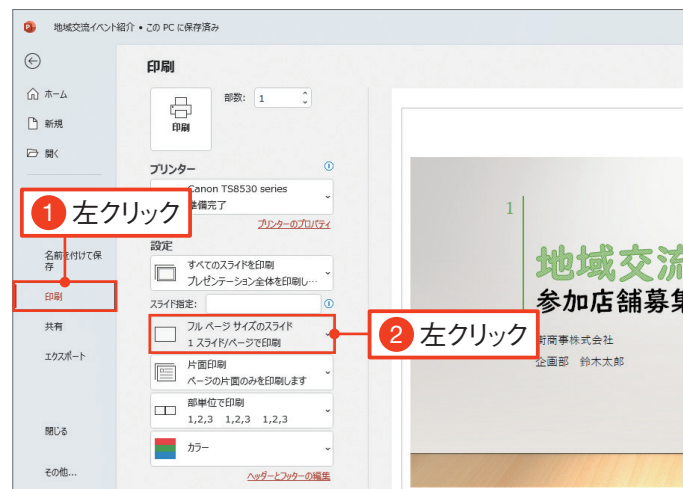 地域交流イベント紹介 • この PC に保存済み
ホーム
新規
開く
名前を付けて保
存
印刷
共有
エクスポート
閉じる
その他...
1 左クリック
印刷
印刷
部数: 1
プリンター
Canon TS8530 series
準備完了
プリンターのプロパティ
設定
すべてのスライドを印刷
プレゼンテーション全体を印刷し…
スライド指定:
フル ページ サイズのスライド
1 スライド/ページで印刷
2 左クリック
片面印刷
ページの片面のみを印刷します
部単位で印刷
1,2,3 1,2,3 1,2,3
カラー
ヘッダーとフッターの編集
1
地域交流
参加店舗募集
商事株式会社
企画部 鈴木太郎